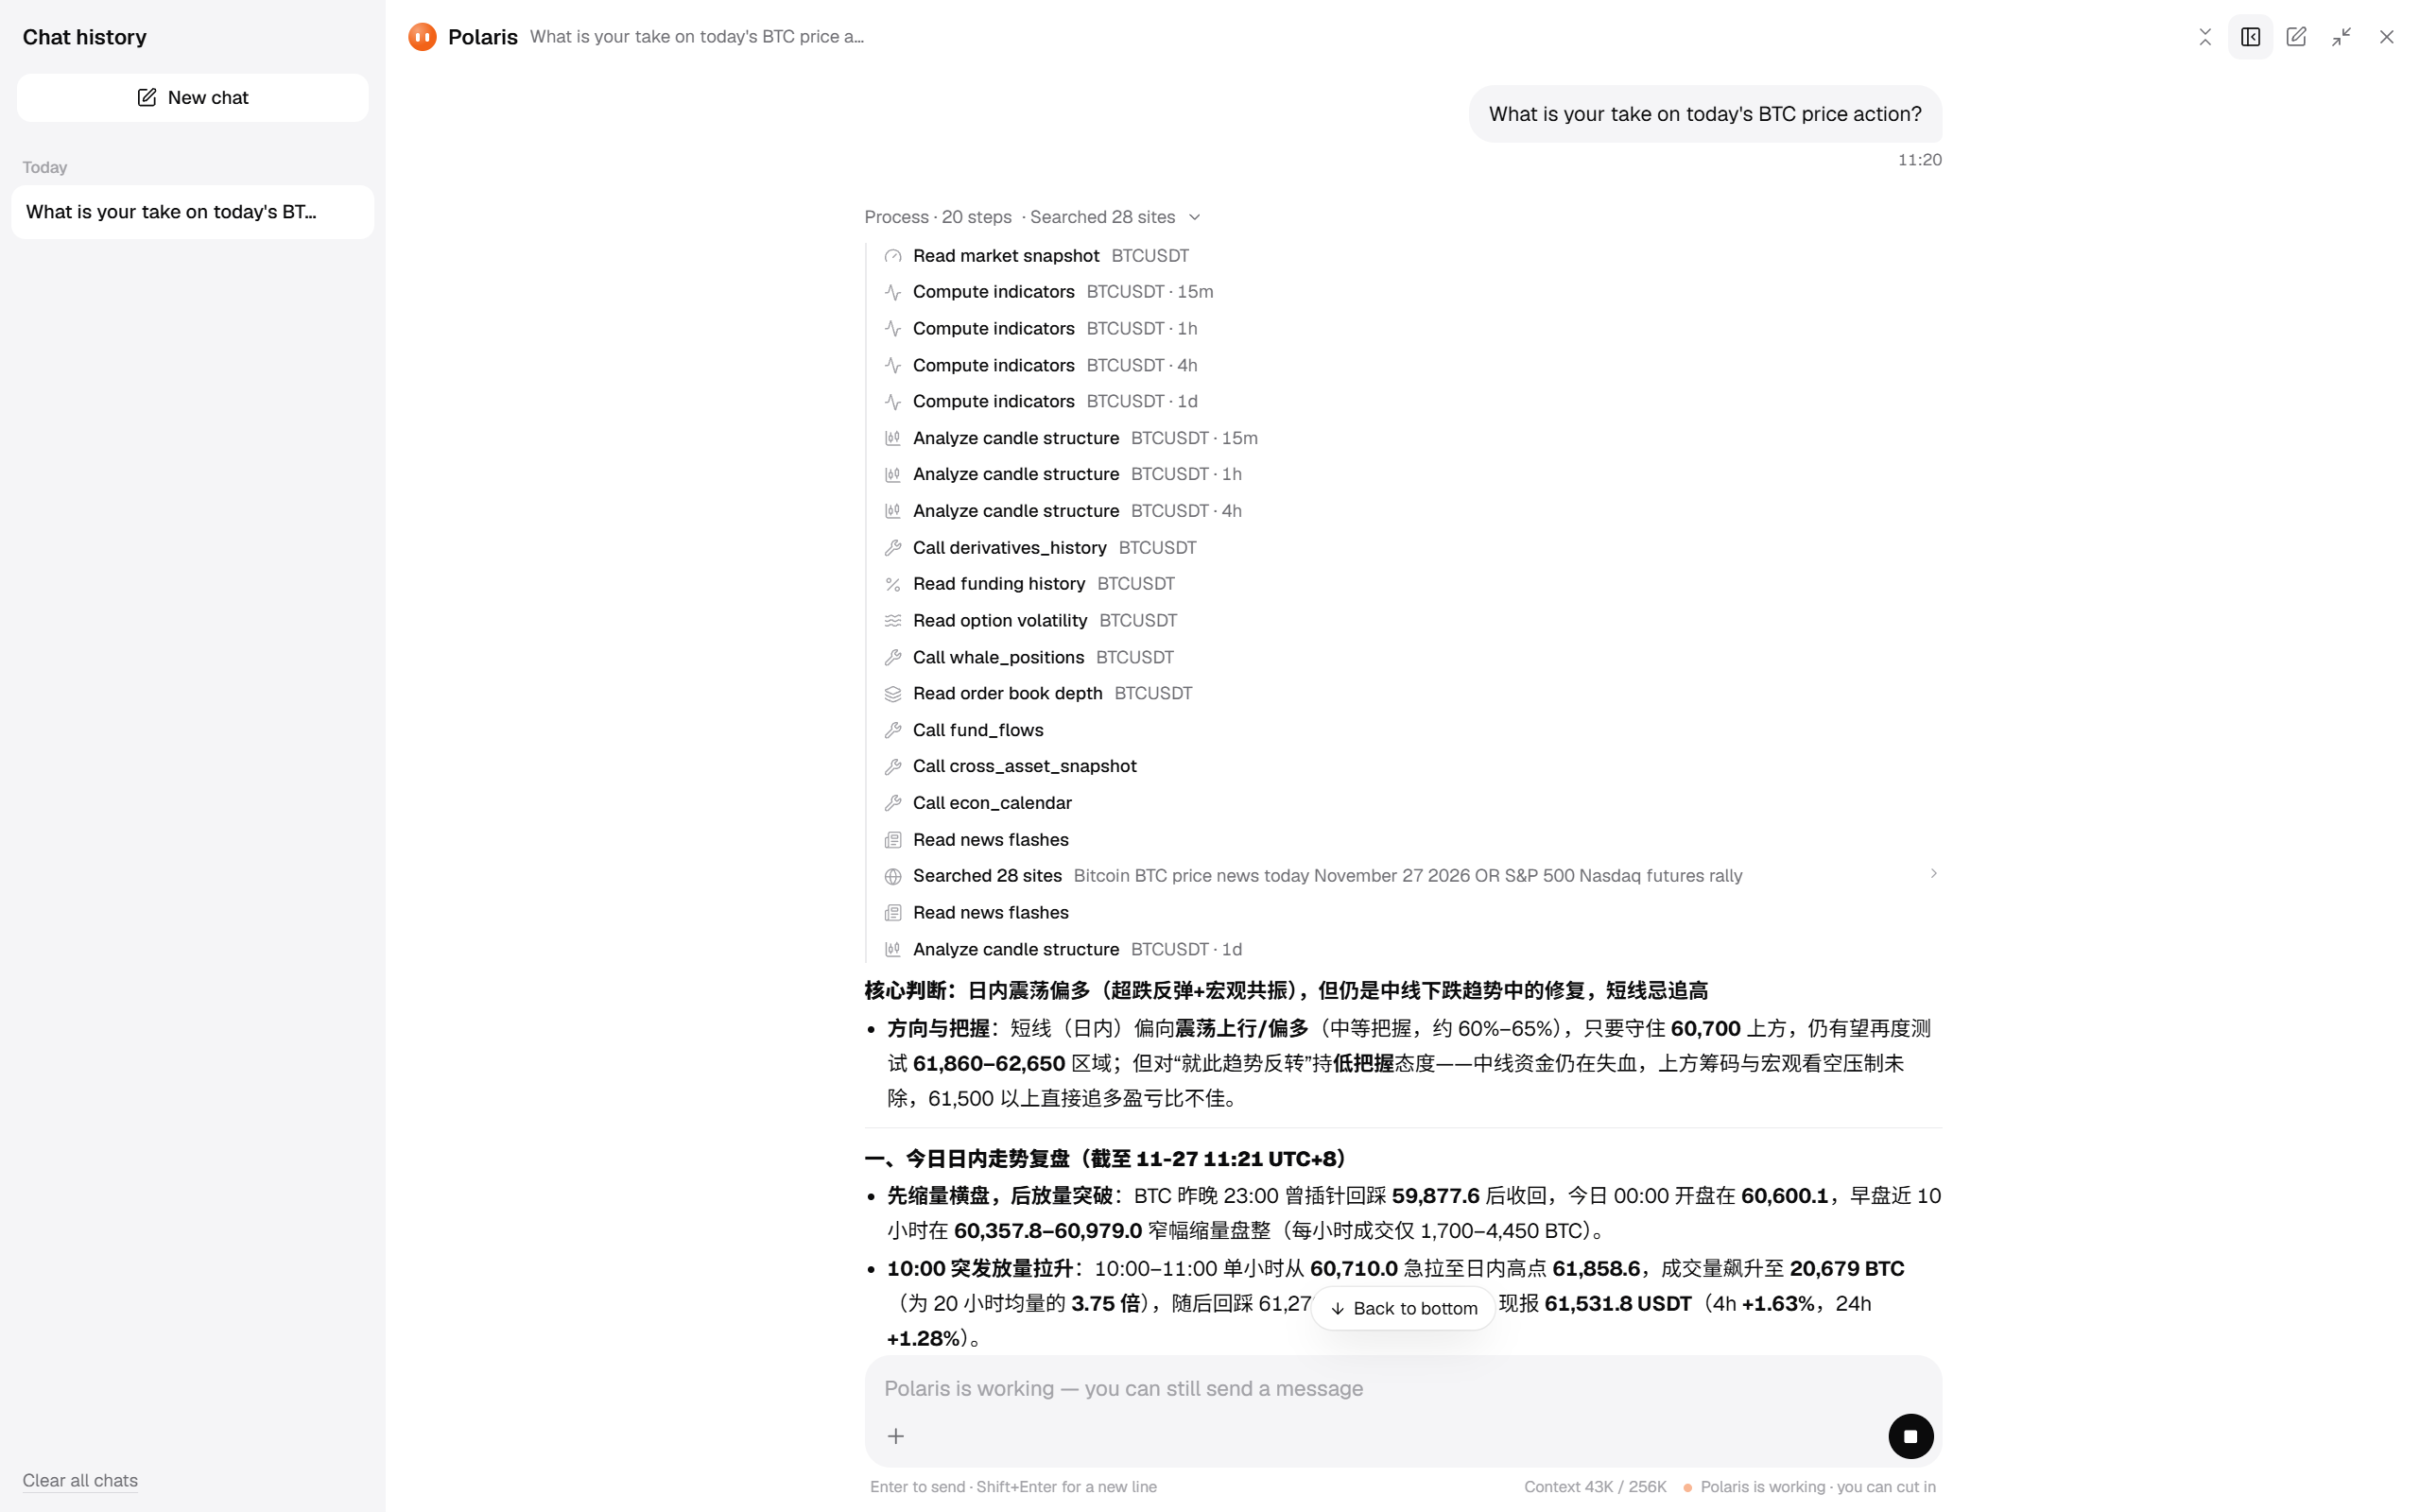 Chat history
New chat
Today
What is your take on today's BT...
Clear all chats
Polaris What is your take on today's BTC price a...
What is your take on today's BTC price action?
11:20
Process · 20 steps · Searched 28 sites
Read market snapshot BTCUSDT
Compute indicators BTCUSDT · 15m
Compute indicators BTCUSDT · 1h
Compute indicators BTCUSDT · 4h
Compute indicators BTCUSDT · 1d
Analyze candle structure BTCUSDT · 15m
Analyze candle structure BTCUSDT · 1h
Analyze candle structure BTCUSDT · 4h
Call derivatives_history BTCUSDT
Read funding history BTCUSDT
Read option volatility BTCUSDT
Call whale_positions BTCUSDT
Read order book depth BTCUSDT
Call fund_flows
Call cross_asset_snapshot
Call econ_calendar
Read news flashes
Searched 28 sites Bitcoin BTC price news today November 27 2026 OR S&P 500 Nasdaq futures rally
Read news flashes
Analyze candle structure BTCUSDT · 1d
核心判断：日内震荡偏多（超跌反弹+宏观共振），但仍是中线下跌趋势中的修复，短线忌追高
• 方向与把握：短线（日内）偏向震荡上行/偏多（中等把握，约 60%–65%），只要守住 60,700 上方，仍有望再度测
试 61,860–62,650 区域；但对“就此趋势反转”持低把握态度——中线资金仍在失血，上方筹码与宏观看空压制未
除，61,500 以上直接追多盈亏比不佳。
一、今日日内走势复盘（截至 11-27 11:21 UTC+8）
• 先缩量横盘，后放量突破：BTC 昨晚 23:00 曾插针回踩 59,877.6 后收回，今日 00:00 开盘在 60,600.1，早盘近 10
小时在 60,357.8–60,979.0 窄幅缩量盘整（每小时成交仅 1,700–4,450 BTC）。
• 10:00 突发放量拉升：10:00–11:00 单小时从 60,710.0 急拉至日内高点 61,858.6，成交量飙升至 20,679 BTC
（为 20 小时均量的 3.75 倍），随后回踩 61,27 现报 61,531.8 USDT（4h +1.63%，24h
+1.28%）。
Back to bottom
Polaris is working — you can still send a message
Enter to send · Shift+Enter for a new line
Context 43K / 256K Polaris is working · you can cut in